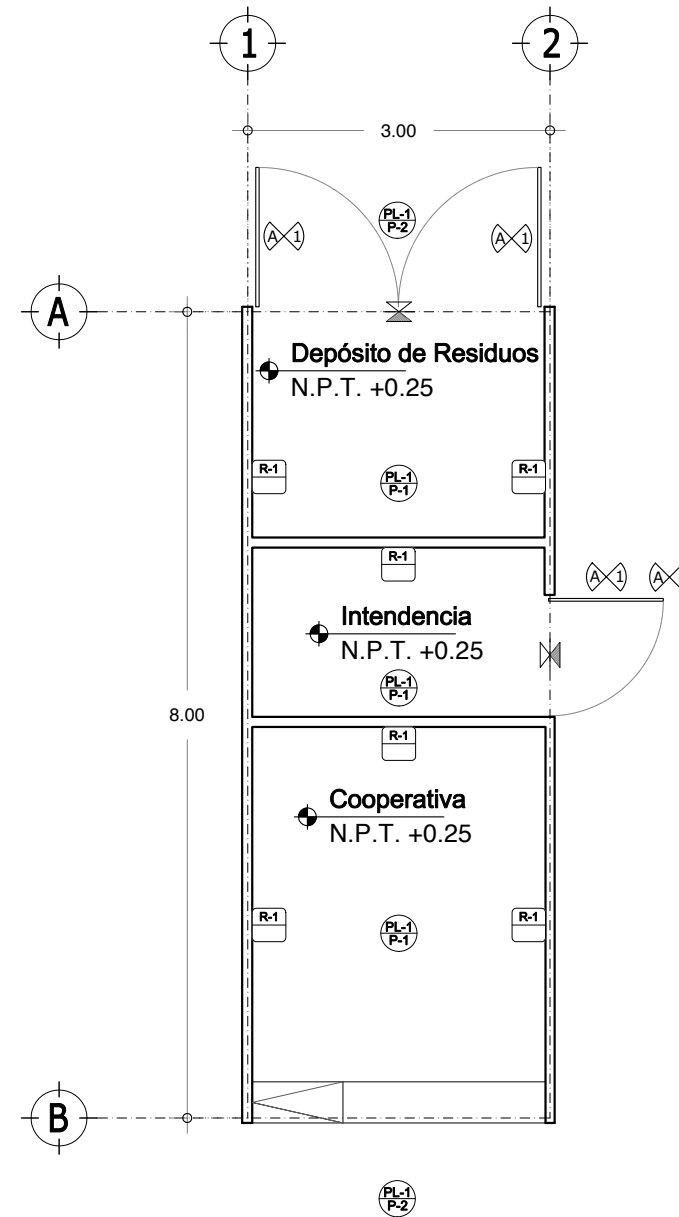 1
2
3.00
PL-1
P-2
A 1
A 1
A
Depósito de Residuos
N.P.T. +0.25
R-1
PL-1
P-1
R-1
R-1
A 1
A
Intendencia
N.P.T. +0.25
PL-1
P-1
8.00
R-1
Cooperativa
N.P.T. +0.25
R-1
PL-1
P-1
R-1
B
PL-1
P-2